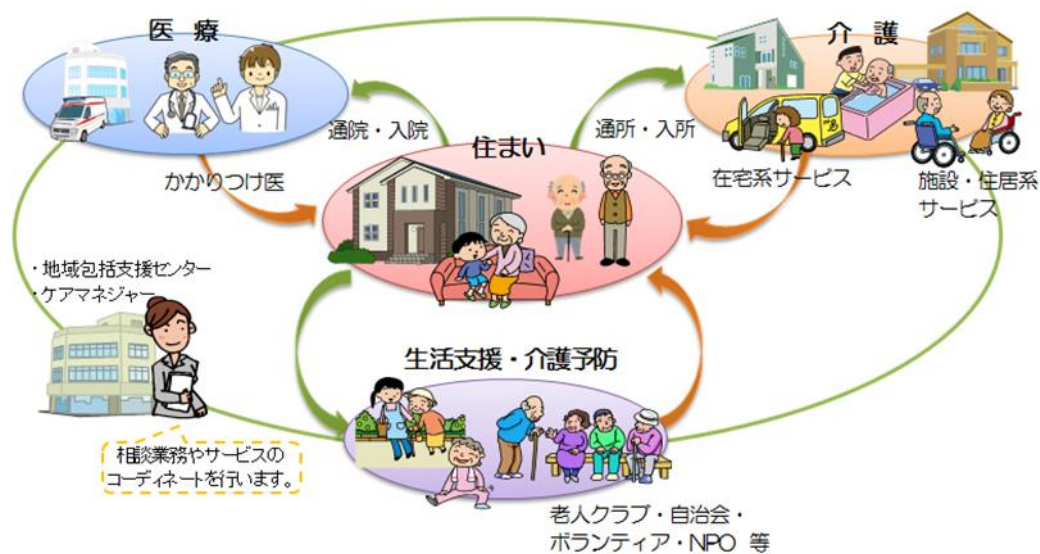 医 療
介 護
通院・入院
通所・入所
住まい
かかりつけ医
在宅系サービス
施設・住居系
サービス
・地域包括支援センター
・ケアマネジャー
生活支援・介護予防
相談業務やサービスの
コーディネートを行います。
老人クラブ・自治会・
ボランティア・NPO 等